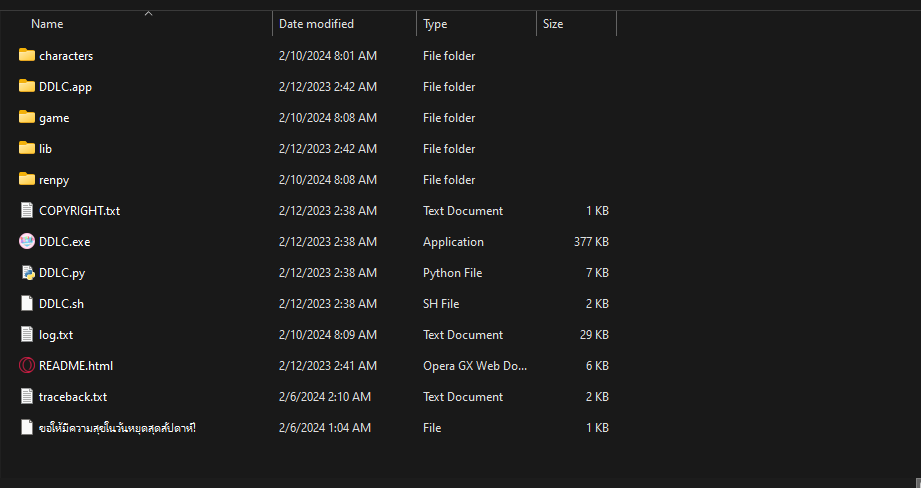 Name Date modified Type Size
characters 2/10/2024 8:01 AM File folder
DDLC.app 2/12/2023 2:42 AM File folder
game 2/10/2024 8:08 AM File folder
lib 2/12/2023 2:42 AM File folder
renpy 2/10/2024 8:08 AM File folder
COPYRIGHT.txt 2/12/2023 2:38 AM Text Document 1 KB
DDLC.exe 2/12/2023 2:38 AM Application 377 KB
DDLC.py 2/12/2023 2:38 AM Python File 7 KB
DDLC.sh 2/12/2023 2:38 AM SH File 2 KB
log.txt 2/10/2024 8:09 AM Text Document 29 KB
README.html 2/12/2023 2:41 AM Opera GX Web Do... 6 KB
traceback.txt 2/6/2024 2:10 AM Text Document 2 KB
ขอให้มีความสุขในวันหยุดสุดสัปดาห์! 2/6/2024 1:04 AM File 1 KB